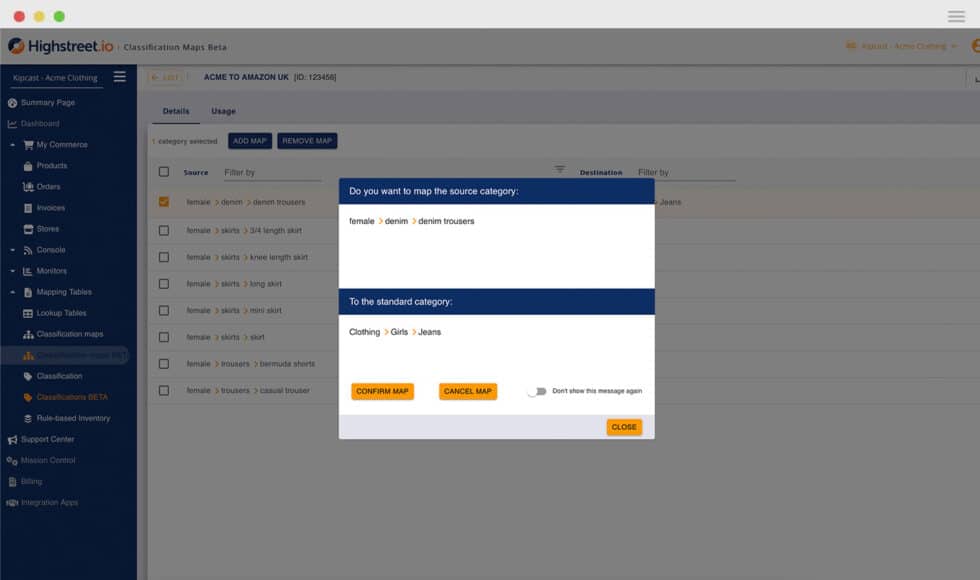 Highstreet.io › Classification Maps Beta
Kipcast - Acme Clothing
Kipcast - Acme Clothing
LIST
ACME TO AMAZON UK [ID: 123456]
Summary Page
Dashboard
My Commerce
Products
Orders
Invoices
Stores
Console
Monitors
Mapping Tables
Lookup Tables
Classification maps
Classification maps BET
Classification
Classifications BETA
Rule-based Inventory
Support Center
Mission Control
Billing
Integration Apps
Details
Usage
1 category selected
ADD MAP
REMOVE MAP
Source
Filter by
Destination
Filter by
female > denim > denim trousers
> Jeans
female > skirts > 3/4 length skirt
female > skirts > knee length skirt
female > skirts > long skirt
female > skirts > mini skirt
female > skirts > skirt
female > trousers > bermuda shorts
female > trousers > casual trouser
Do you want to map the source category:
female > denim > denim trousers
To the standard category:
Clothing > Girls > Jeans
CONFIRM MAP
CANCEL MAP
Don't show this message again
CLOSE